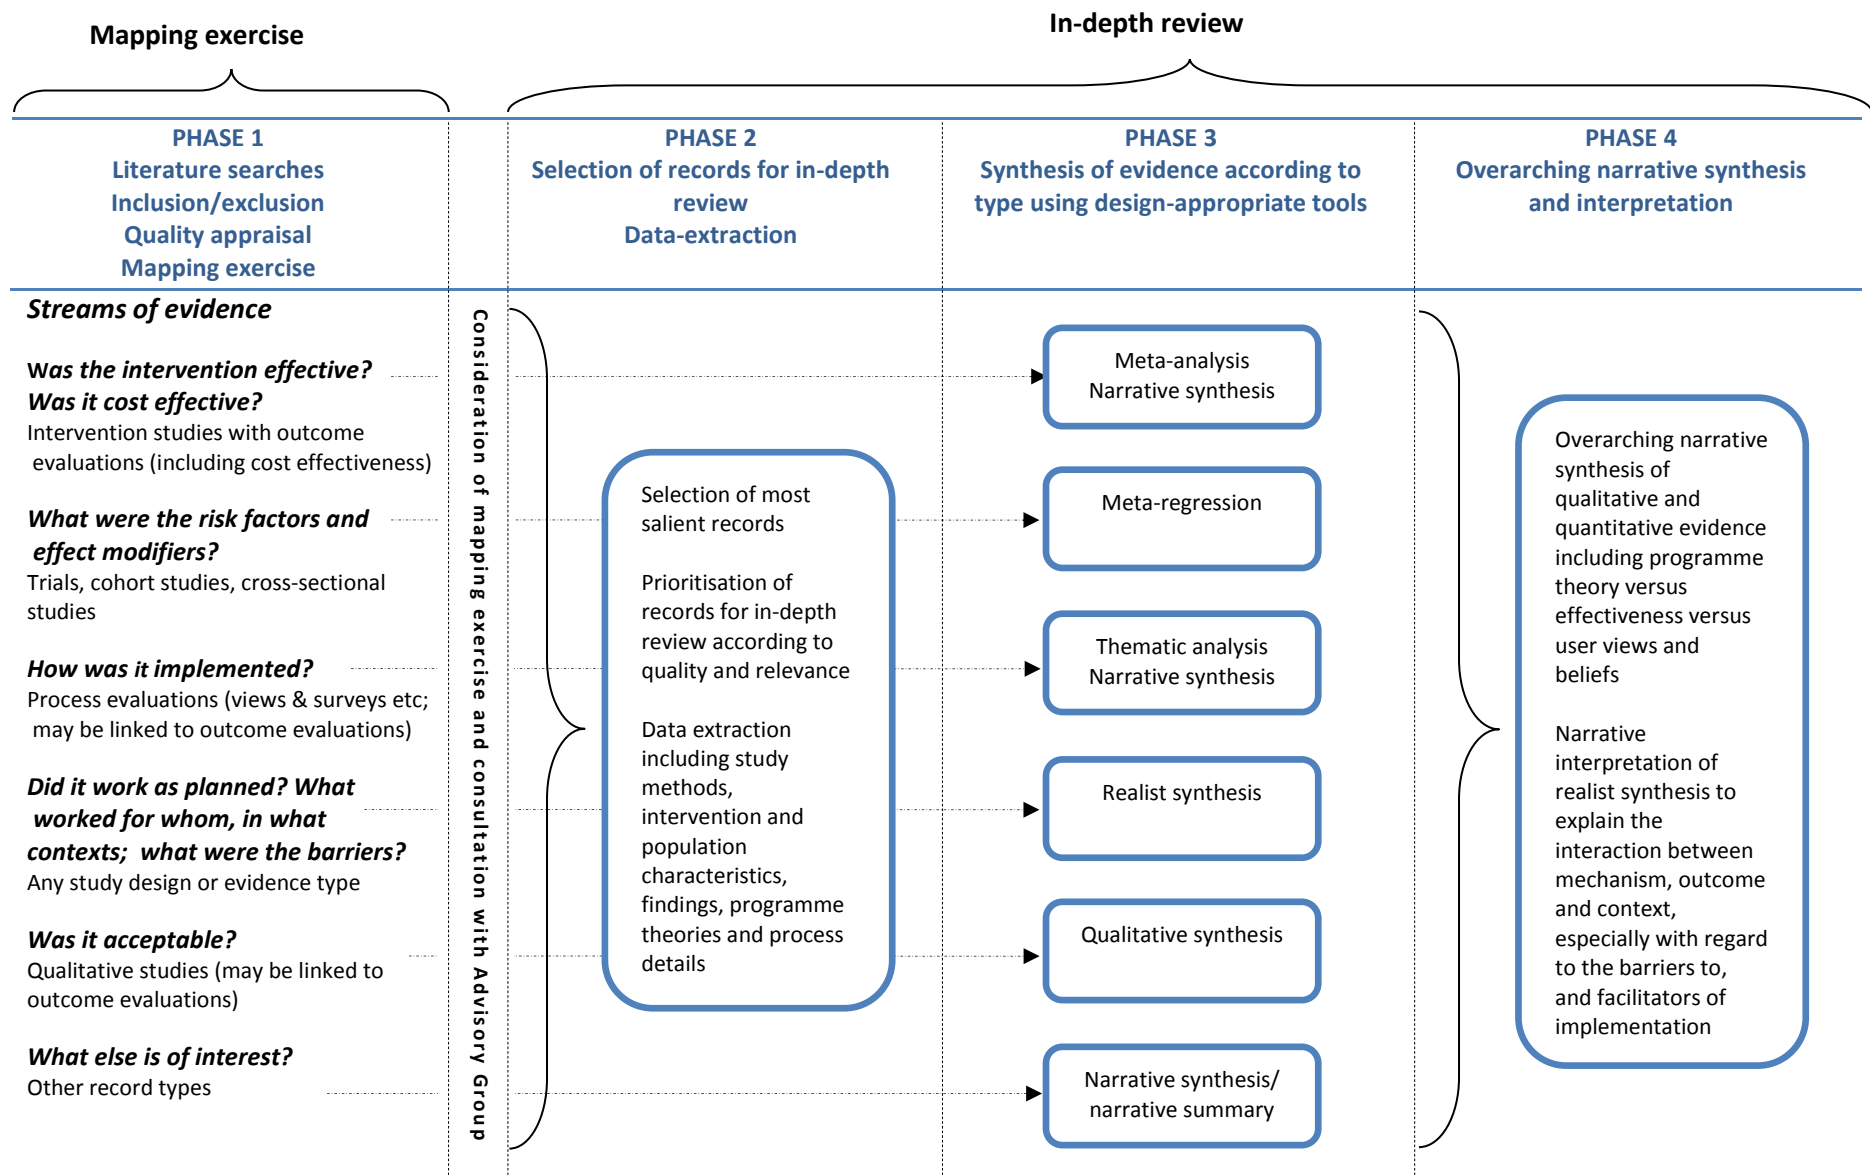 Mapping exercise
In-depth review
PHASE 1
Literature searches
Inclusion/exclusion
Quality appraisal
Mapping exercise
PHASE 2
Selection of records for in-depth
review
Data-extraction
PHASE 3
Synthesis of evidence according to
type using design-appropriate tools
PHASE 4
Overarching narrative synthesis
and interpretation
Streams of evidence
Was the intervention effective?
Was it cost effective?
Intervention studies with outcome
evaluations (including cost effectiveness)
What were the risk factors and
effect modifiers?
Trials, cohort studies, cross-sectional
studies
How was it implemented?
Process evaluations (views & surveys etc;
may be linked to outcome evaluations)
Did it work as planned? What
worked for whom, in what
contexts; what were the barriers?
Any study design or evidence type
Was it acceptable?
Qualitative studies (may be linked to
outcome evaluations)
What else is of interest?
Other record types
Consideration of mapping exercise and consultation with Advisory Group
Selection of most
salient records
Prioritisation of
records for in-depth
review according to
quality and relevance
Data extraction
including study
methods,
intervention and
population
characteristics,
findings, programme
theories and process
details
Meta-analysis
Narrative synthesis
Meta-regression
Thematic analysis
Narrative synthesis
Realist synthesis
Qualitative synthesis
Narrative synthesis/
narrative summary
Overarching narrative
synthesis of
qualitative and
quantitative evidence
including programme
theory versus
effectiveness versus
user views and
beliefs
Narrative
interpretation of
realist synthesis to
explain the
interaction between
mechanism, outcome
and context,
especially with regard
to the barriers to,
and facilitators of
implementation